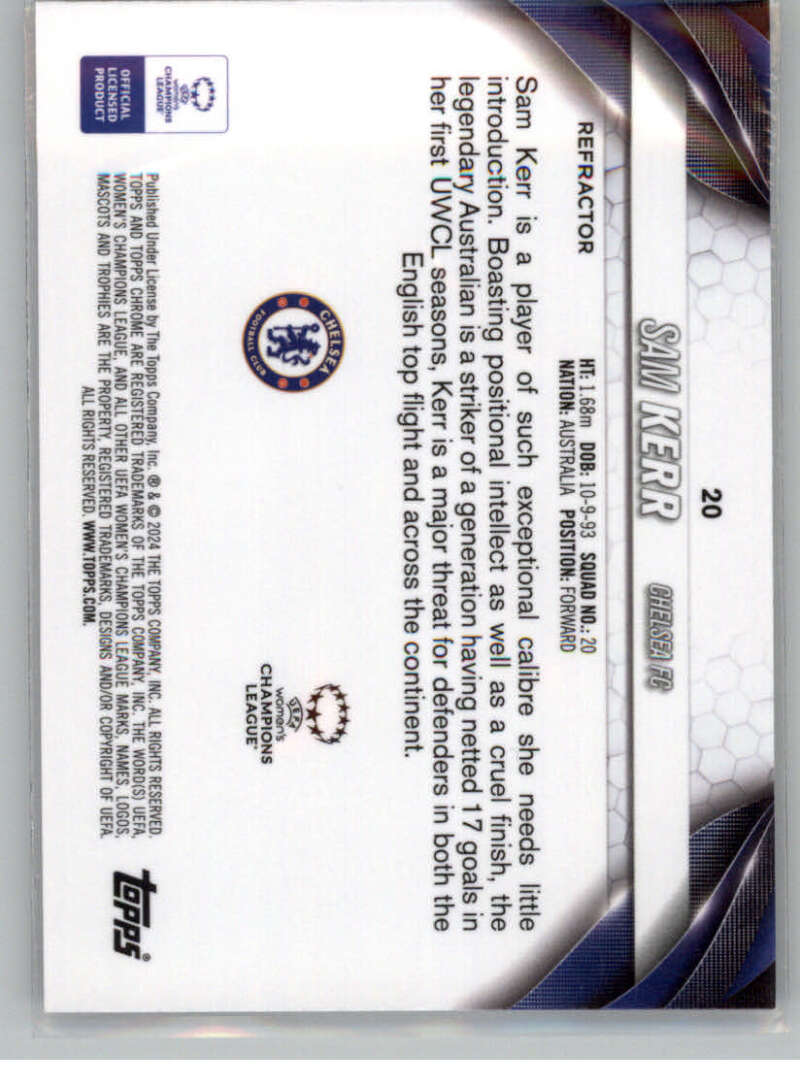 20
SAM KERR CHELSEA FC
REFRACTOR
HT: 1.68m DOB: 10-9-93 SQUAD NO.: 20
NATION: AUSTRALIA POSITION: FORWARD
Sam Kerr is a player of such exceptional calibre she needs little
introduction. Boasting positional intellect as well as a cruel finish, the
legendary Australian is a striker of a generation having netted 17 goals in
her first UWCL seasons, Kerr is a major threat for defenders in both the
English top flight and across the continent.
CHELSEA
FOOTBALL CLUB
UEFA
women's
CHAMPIONS
LEAGUE
UEFA
women's
CHAMPIONS
LEAGUE
OFFICIAL
LICENSED
PRODUCT
Published Under License by The Topps Company, Inc. ® & © 2024 THE TOPPS COMPANY, INC. ALL RIGHTS RESERVED.
TOPPS AND TOPPS CHROME ARE REGISTERED TRADEMARKS OF THE TOPPS COMPANY, INC. THE WORD(S) UEFA,
WOMEN'S CHAMPIONS LEAGUE, AND ALL OTHER UEFA WOMEN'S CHAMPIONS LEAGUE MARKS, NAMES, LOGOS,
MASCOTS AND TROPHIES ARE THE PROPERTY, REGISTERED TRADEMARKS, DESIGNS AND/OR COPYRIGHT OF UEFA.
ALL RIGHTS RESERVED. WWW.TOPPS.COM.
topps®